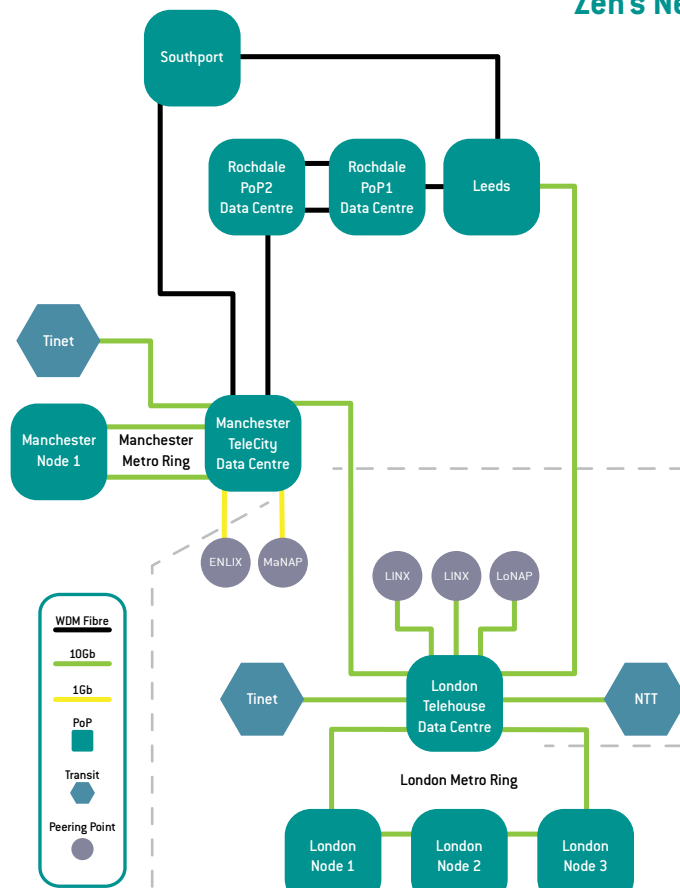 Zen's Ne
Southport
Rochdale
PoP2
Data Centre
Rochdale
PoP1
Data Centre
Leeds
Tinet
Manchester
Node 1
Manchester
Metro Ring
Manchester
TeleCity
Data Centre
ENLIX
MaNAP
LINX
LINX
LoNAP
WDM Fibre
10Gb
1Gb
PoP
Transit
Peering Point
Tinet
London
Telehouse
Data Centre
NTT
London Metro Ring
London
Node 1
London
Node 2
London
Node 3